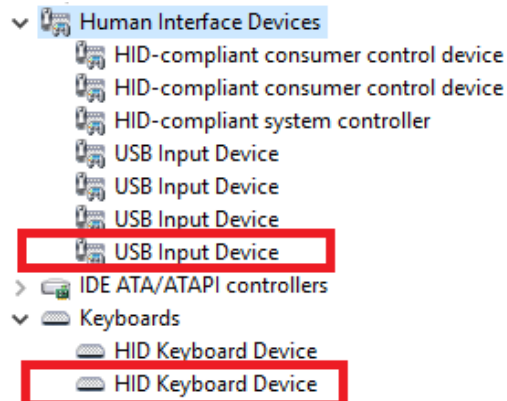 Human Interface Devices
HID-compliant consumer control device
HID-compliant consumer control device
HID-compliant system controller
USB Input Device
USB Input Device
USB Input Device
USB Input Device
IDE ATA/ATAPI controllers
Keyboards
HID Keyboard Device
HID Keyboard Device